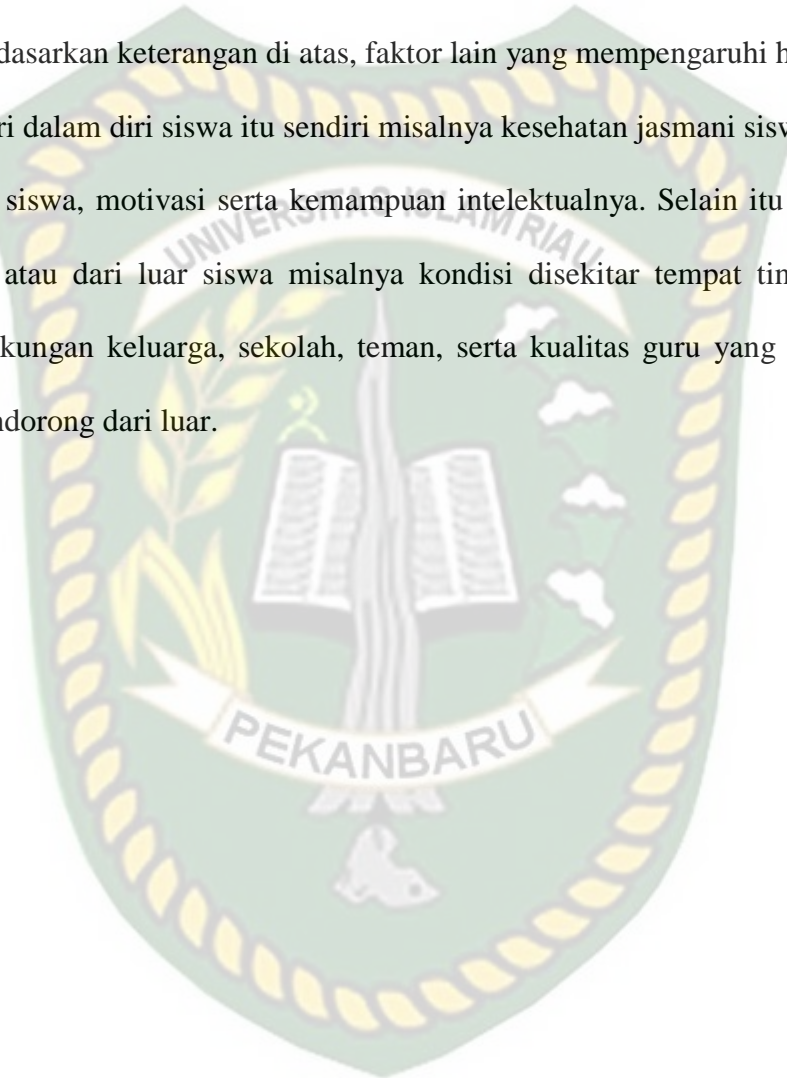 dasarkan keterangan di atas, faktor lain yang mempengaruhi
ri dalam diri siswa itu sendiri misalnya kesehatan jasmani
siswa, motivasi serta kemampuan intelektualnya. Selain itu
UNIVERSITAS ISLAM RIAU
atau dari luar siswa misalnya kondisi disekitar tempat
kungan keluarga, sekolah, teman, serta kualitas guru yang
ndorong dari luar.
PEKANBARU